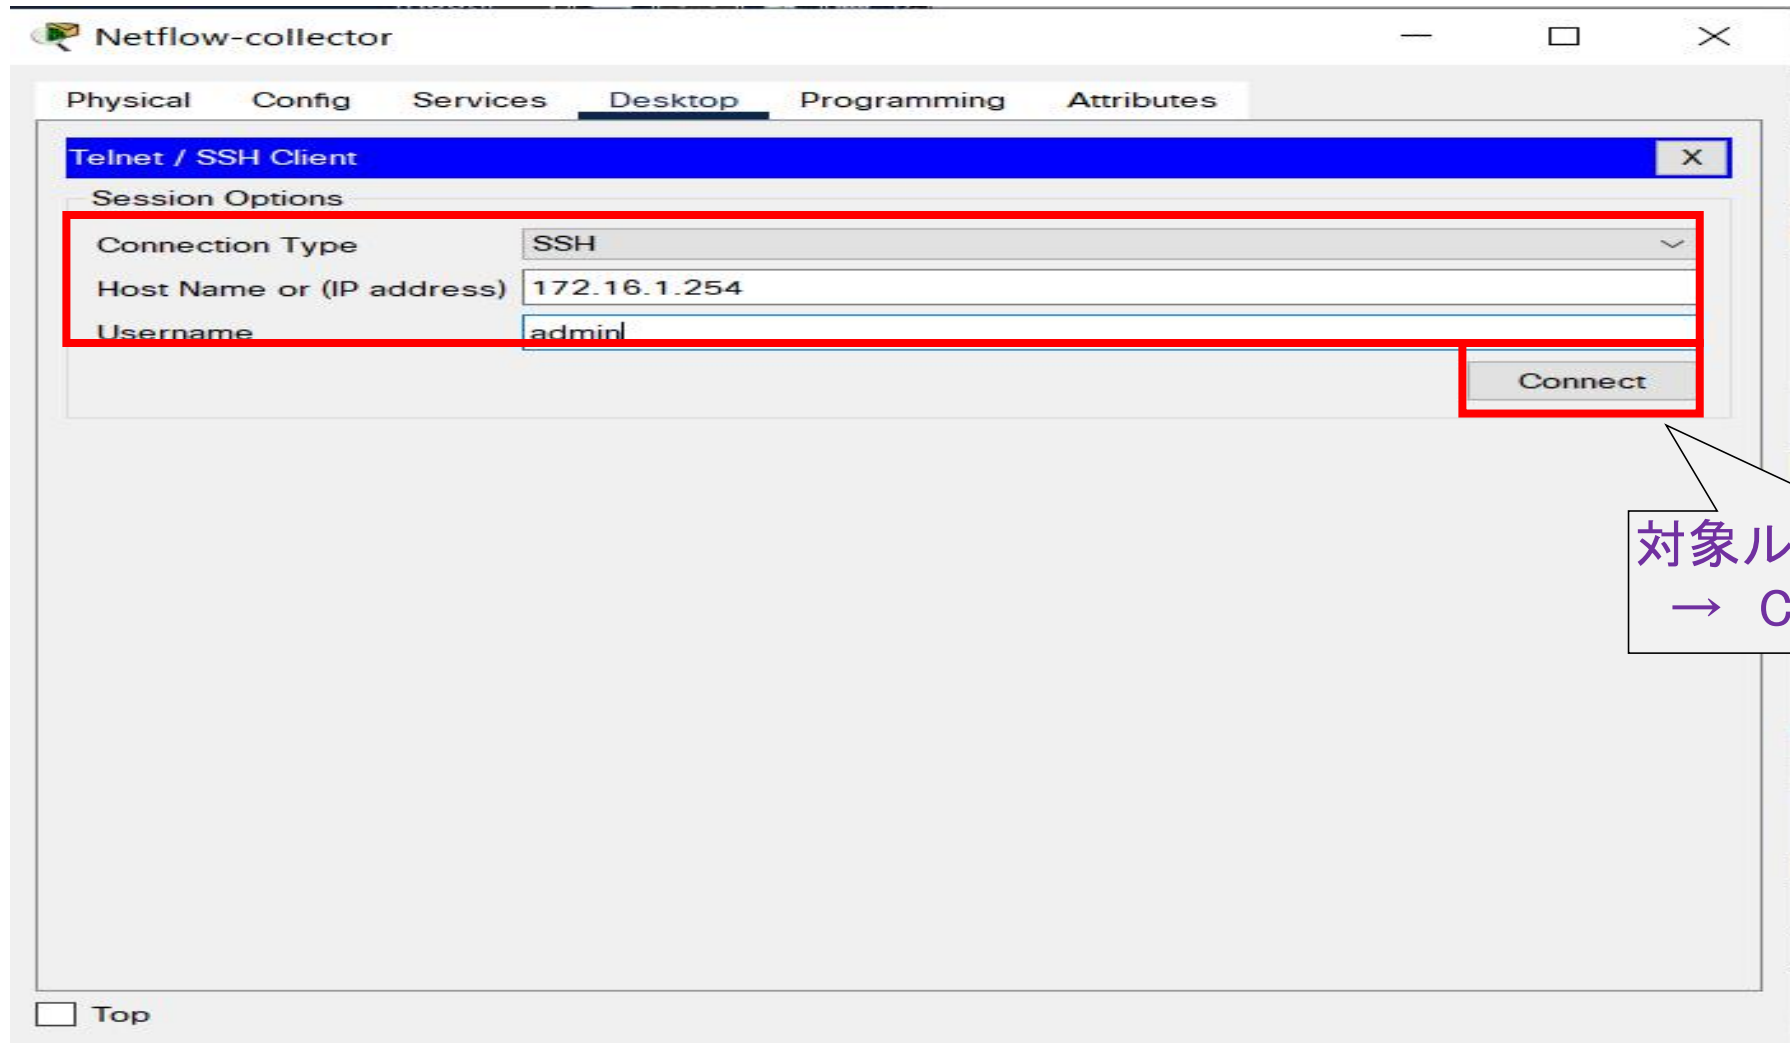 Netflow-collector
Physical Config Services Desktop Programming Attributes
Telnet / SSH Client X
Session Options
Connection Type SSH
Host Name or (IP address) 172.16.1.254
Username admin
Connect
対象ル
→ C
Top